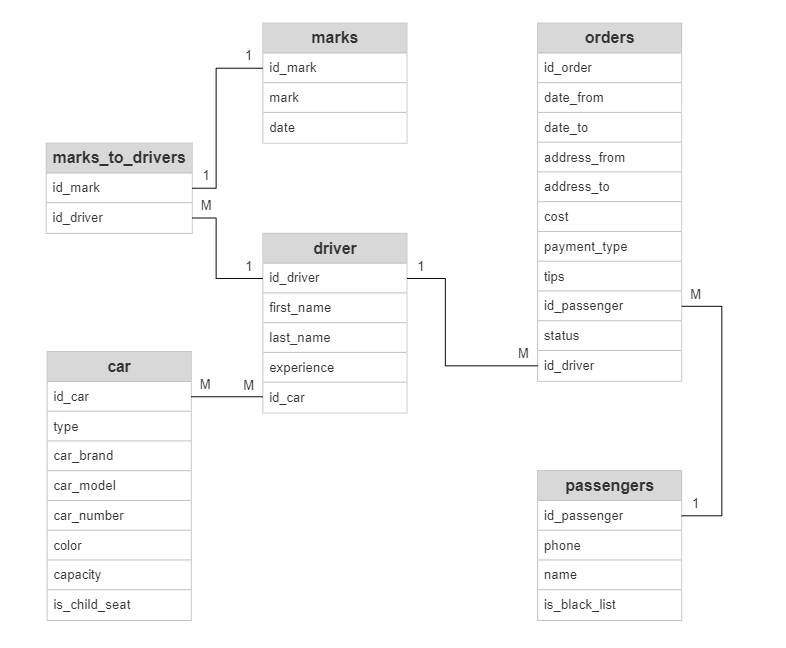 marks
id_mark
mark
date
1
marks_to_drivers
id_mark
id_driver
1
M
driver
id_driver
first_name
last_name
experience
id_car
1
1
M
car
id_car
type
car_brand
car_model
car_number
color
capacity
is_child_seat
M
M
orders
id_order
date_from
date_to
address_from
address_to
cost
payment_type
tips
id_passenger
status
id_driver
M
passengers
id_passenger
phone
name
is_black_list
1